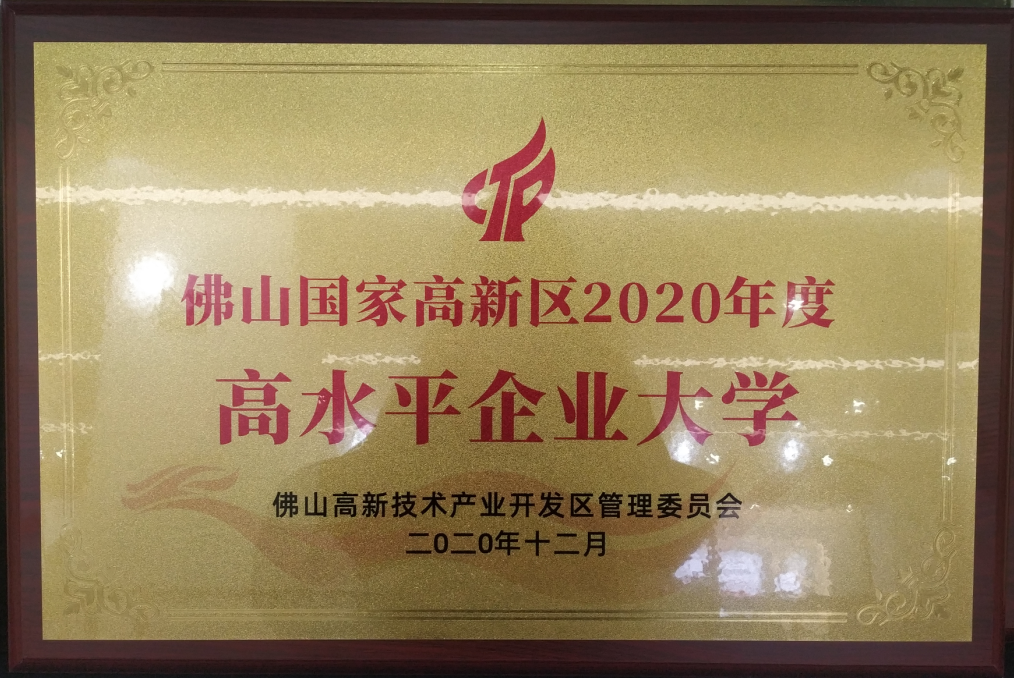 佛山国家高新区2020年度
高水平企业大学
佛山高新技术产业开发区管理委员会
二0二0年十二月